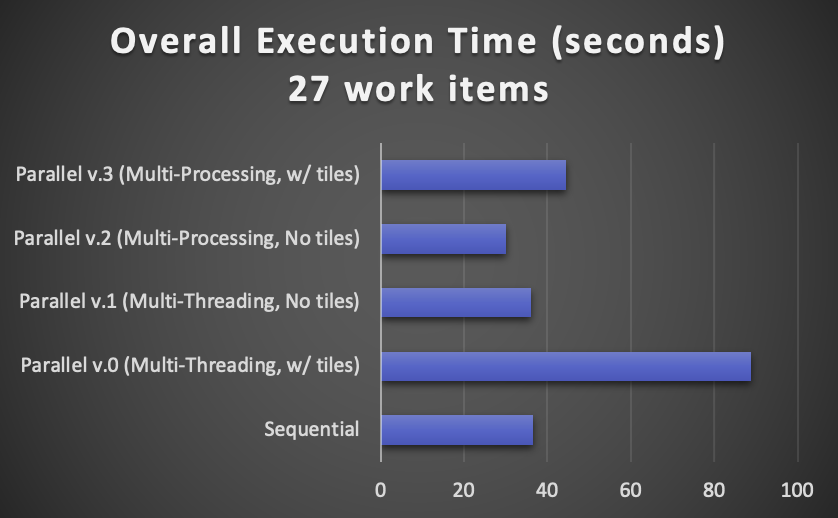 Overall Execution Time (seconds)
27 work items
Parallel v.3 (Multi-Processing, w/ tiles)
Parallel v.2 (Multi-Processing, No tiles)
Parallel v.1 (Multi-Threading, No tiles)
Parallel v.0 (Multi-Threading, w/ tiles)
Sequential
0 20 40 60 80 100